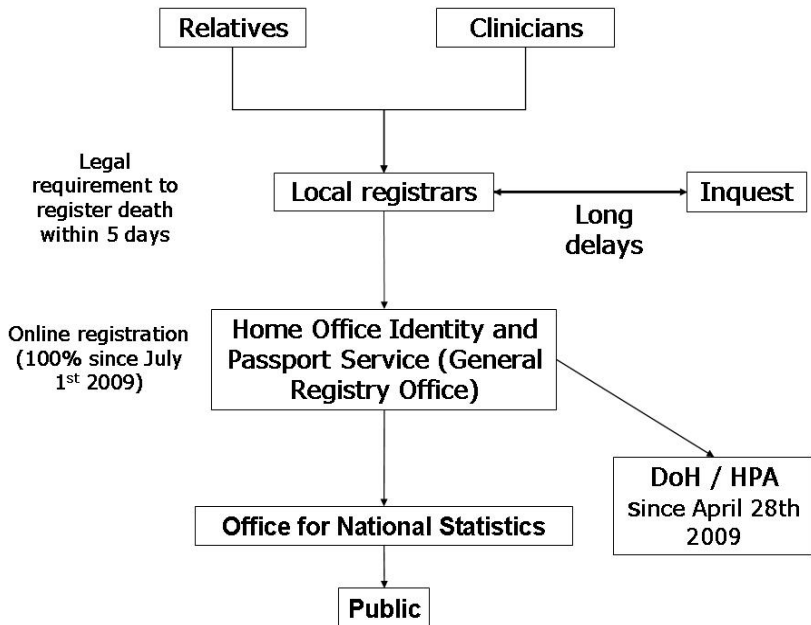 Relatives
Clinicians
Legal
requirement to
register death
within 5 days
Local registrars
Inquest
Long
delays
Online registration
(100% since July
1st 2009)
Home Office Identity and
Passport Service (General
Registry Office)
DoH / HPA
since April 28th
2009
Office for National Statistics
Public